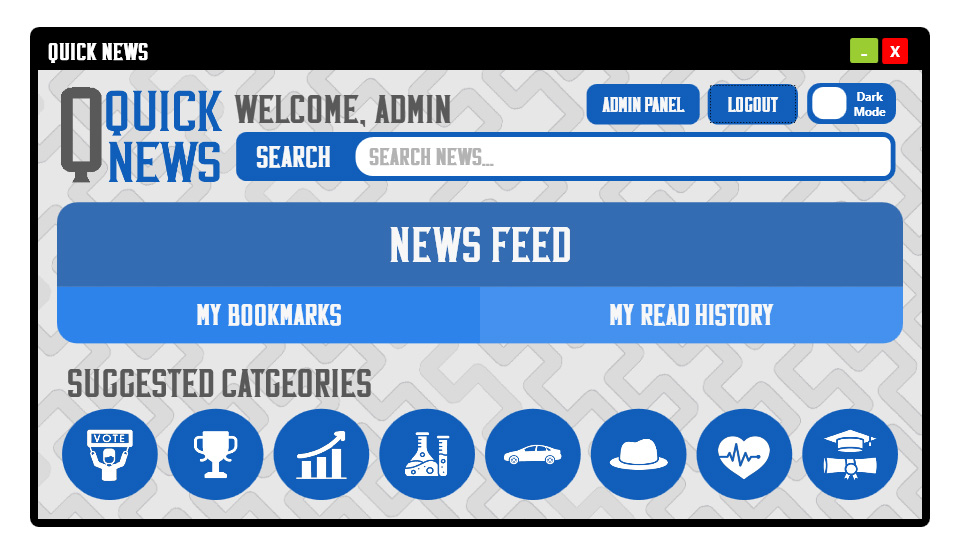 QUICK NEWS
-
X
QUICK
NEWS
WELCOME, ADMIN
ADMIN PANEL
LOGOUT
Dark
Mode
SEARCH
SEARCH NEWS...
NEWS FEED
MY BOOKMARKS
MY READ HISTORY
SUGGESTED CATGEORIES
VOTE